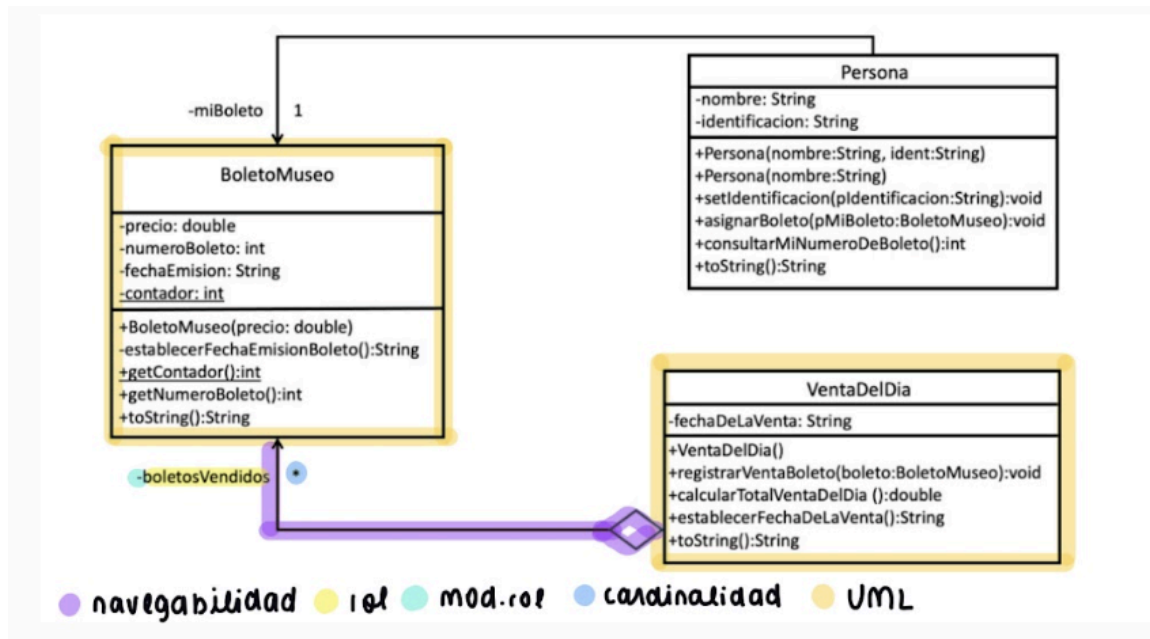 Persona
-nombre: String
-identificacion: String
+Persona(nombre:String, ident:String)
+Persona(nombre:String)
+setIdentificacion(pIdentificacion:String):void
+asignarBoleto(pMiBoleto:BoletoMuseo):void
+consultarMiNumeroDeBoleto():int
+toString():String
-miBoleto 1
BoletoMuseo
-precio: double
-numeroBoleto: int
-fechaEmision: String
-contador: int
+BoletoMuseo(precio: double)
-establecerFechaEmisionBoleto():String
+getContador():int
+getNumeroBoleto():int
+toString():String
-boletosVendidos *
VentaDelDia
-fechaDeLaVenta: String
+VentaDelDia()
+registrarVentaBoleto(boleto:BoletoMuseo):void
+calcularTotalVentaDelDia ():double
+establecerFechaDeLaVenta():String
+toString():String
navegabilidad rol mod.rol cardinalidad UML